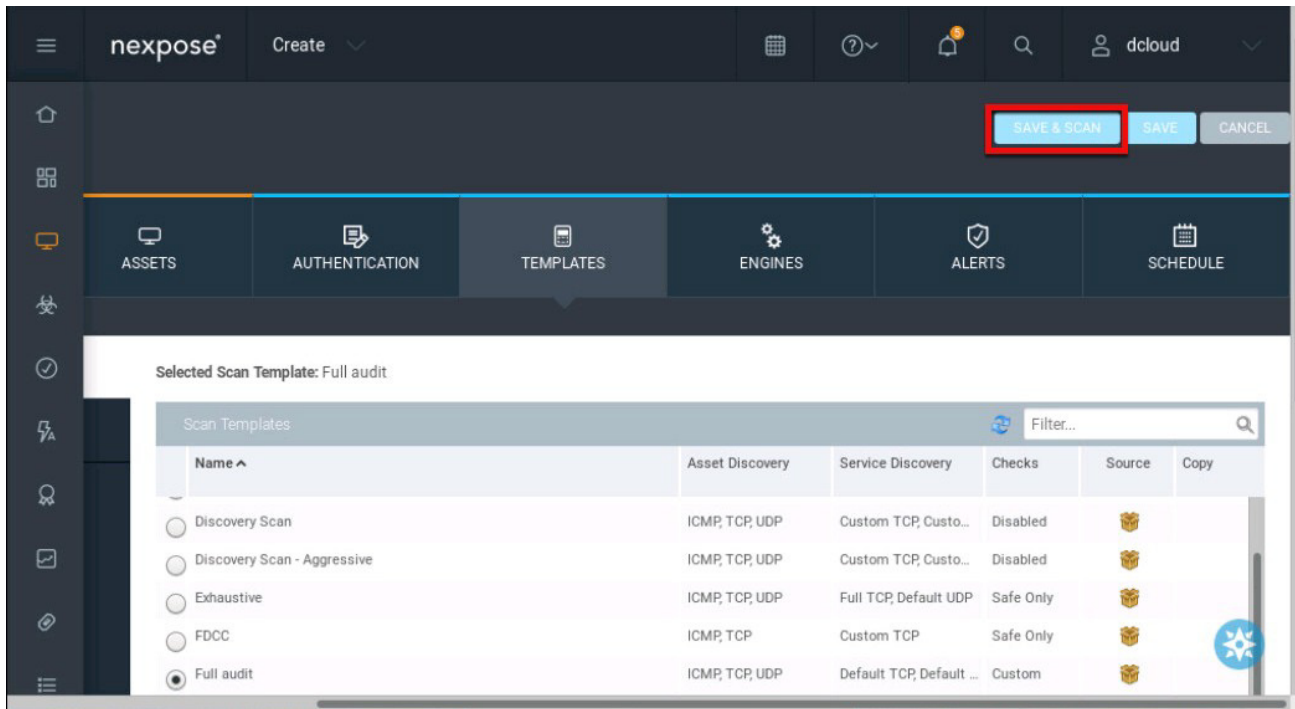 nexpose®
Create
5
dcloud
SAVE & SCAN
SAVE
CANCEL
ASSETS
AUTHENTICATION
TEMPLATES
ENGINES
ALERTS
SCHEDULE
Selected Scan Template: Full audit
Scan Templates
Filter...
Name Asset Discovery Service Discovery Checks Source Copy
Discovery Scan ICMP, TCP, UDP Custom TCP, Custo... Disabled
Discovery Scan - Aggressive ICMP, TCP, UDP Custom TCP, Custo... Disabled
Exhaustive ICMP, TCP, UDP Full TCP, Default UDP Safe Only
FDCC ICMP, TCP Custom TCP Safe Only
Full audit ICMP, TCP, UDP Default TCP, Default ... Custom